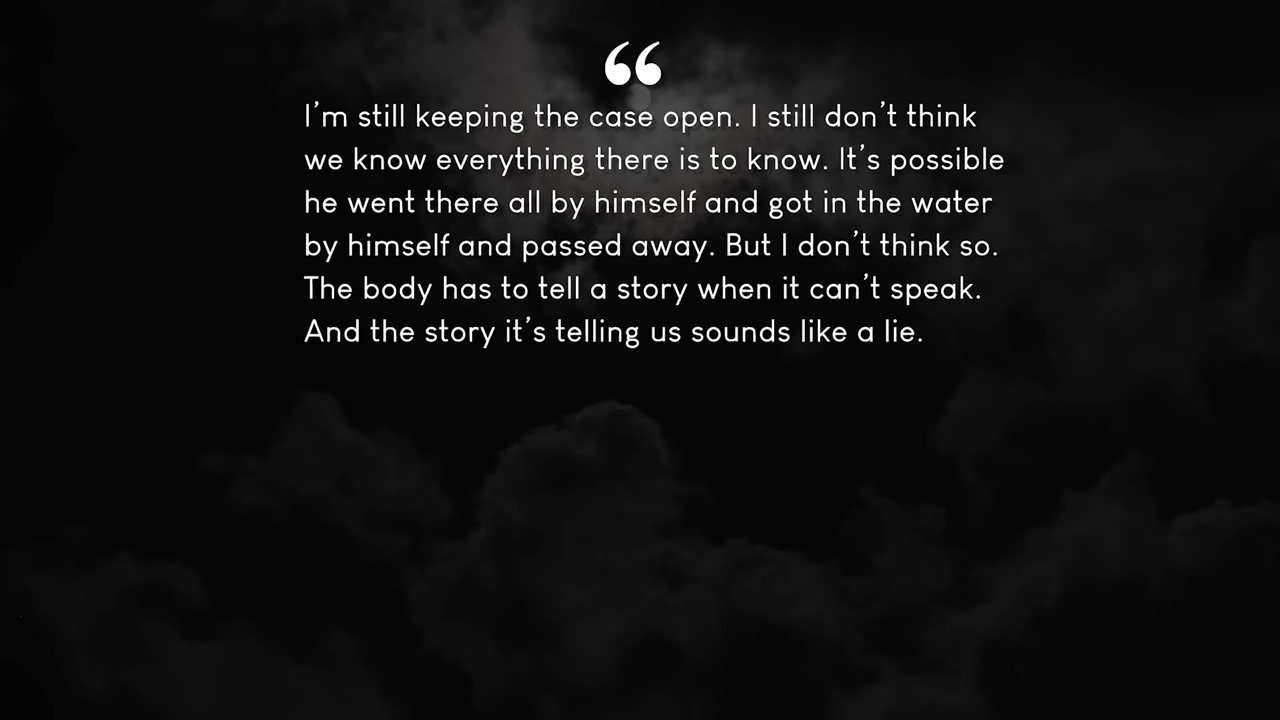 “
I’m still keeping the case open. I still don’t think
we know everything there is to know. It’s possible
he went there all by himself and got in the water
by himself and passed away. But I don’t think so.
The body has to tell a story when it can’t speak.
And the story it’s telling us sounds like a lie.